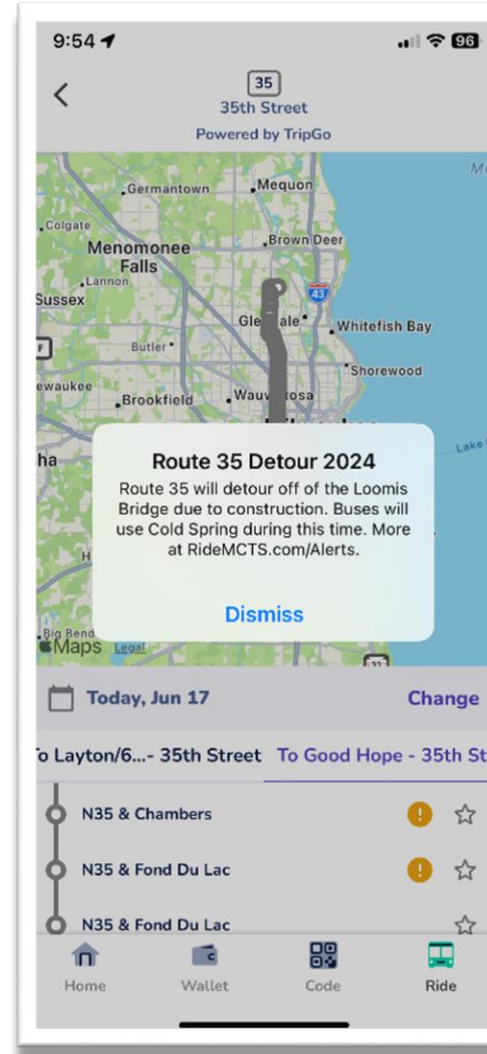 9:54
96
35
35th Street
Powered by TripGo
Germantown
Mequon
Colgate
Menomonee
Falls
Brown Deer
Lannon
Sussex
43
Whitefish Bay
Butler
F
Shorewood
ewaukee
Brookfield
ha
Lake
Route 35 Detour 2024
Route 35 will detour off of the Loomis
Bridge due to construction. Buses will
use Cold Spring during this time. More
at RideMCTS.com/Alerts.
H
Dismiss
Big Bend
Maps Legal
Today, Jun 17 Change
To Layton/6...- 35th Street To Good Hope - 35th St
N35 & Chambers
N35 & Fond Du Lac
N35 & Fond Du Lac
Home Wallet Code Ride